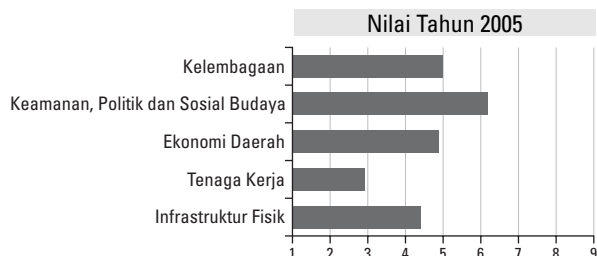 Nilai Tahun 2005
Kelembagaan
Keamanan, Politik dan Sosial Budaya
Ekonomi Daerah
Tenaga Kerja
Infrastruktur Fisik
1 2 3 4 5 6 7 8 9